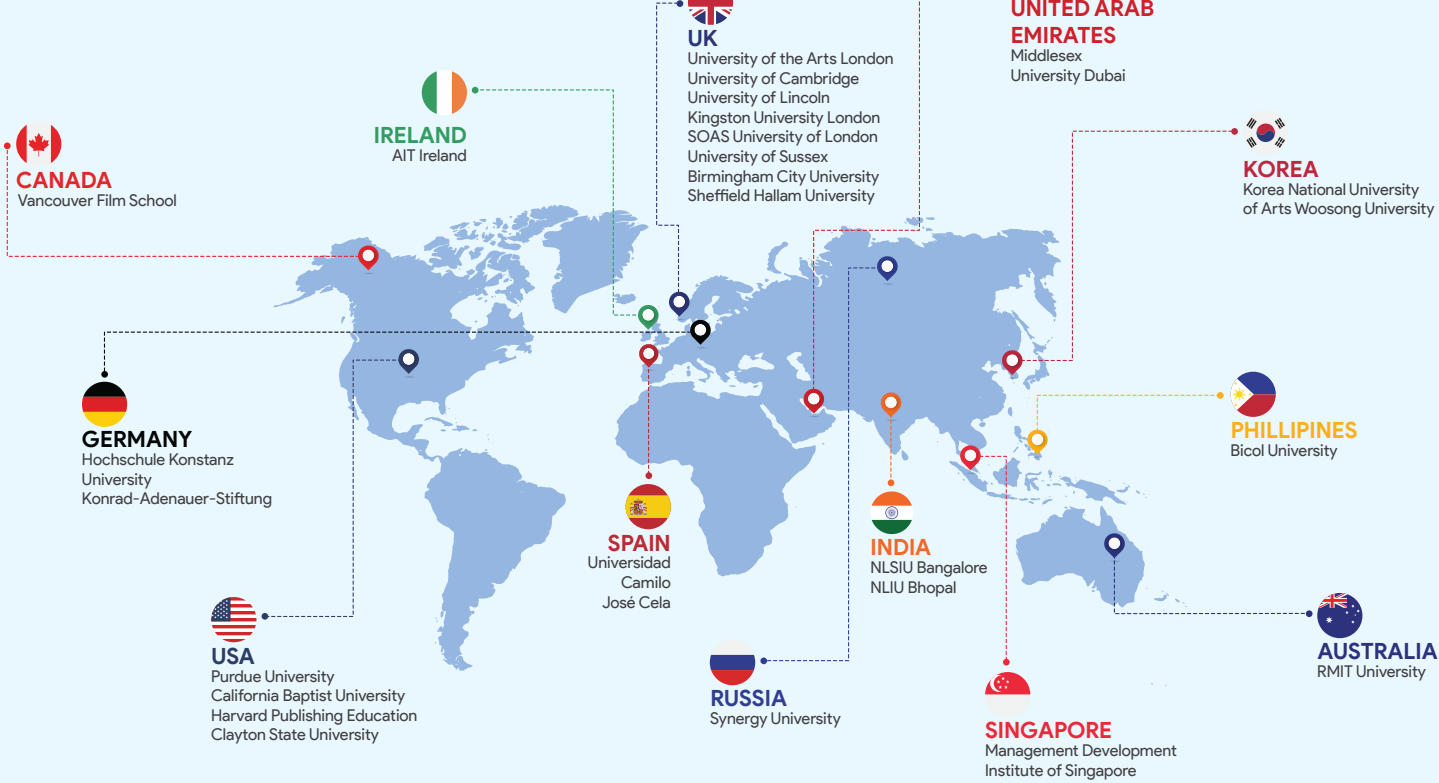 UNITED ARAB
EMIRATES
Middlesex
University Dubai
UK
University of the Arts London
University of Cambridge
University of Lincoln
Kingston University London
SOAS University of London
University of Sussex
Birmingham City University
Sheffield Hallam University
IRELAND
AIT Ireland
CANADA
Vancouver Film School
KOREA
Korea National University
of Arts Woosong University
GERMANY
Hochschule Konstanz
University
Konrad-Adenauer-Stiftung
PHILLIPINES
Bicol University
SPAIN
Universidad
Camilo
José Cela
INDIA
NLSIU Bangalore
NLIU Bhopal
USA
Purdue University
California Baptist University
Harvard Publishing Education
Clayton State University
RUSSIA
Synergy University
AUSTRALIA
RMIT University
SINGAPORE
Management Development
Institute of Singapore